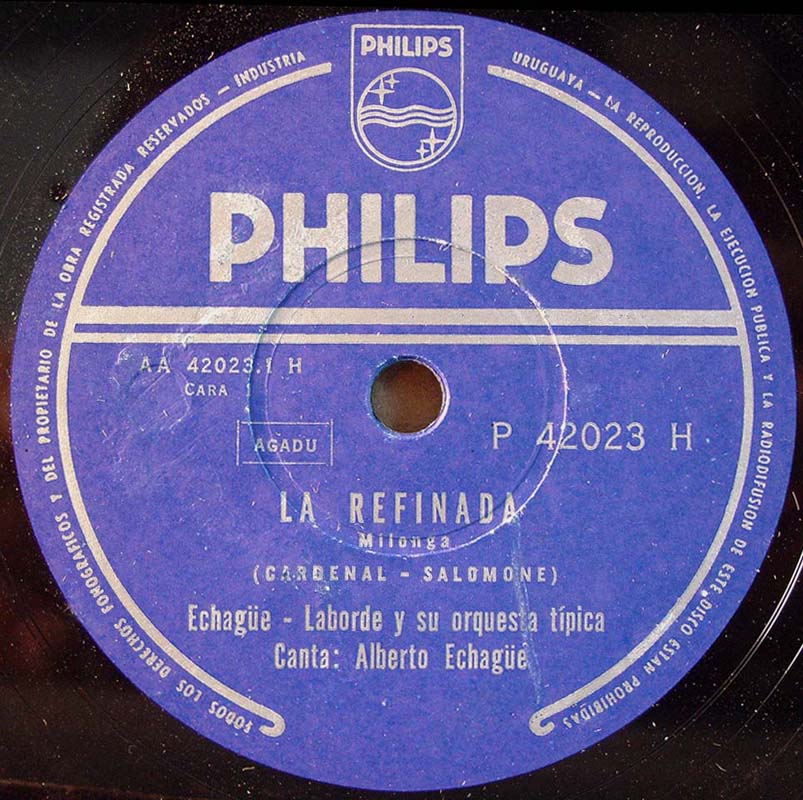 PHILIPS
PHILIPS
AA 42023.1 H
CARA
AGADU
P 42023 H
LA REFINADA
Milonga
(CARDENAL - SALOMONE)
Echagüe - Laborde y su orquesta típica
Canta: Alberto Echagüe
TODOS LOS DERECHOS FONOGRAFICOS Y DEL PROPIETARIO DE LA OBRA REGISTRADA RESERVADOS — INDUSTRIA
URUGUAYA — LA REPRODUCCION, LA EJECUCION PUBLICA Y LA RADIODIFUSION DE ESTE DISCO ESTAN PROHIBIDAS